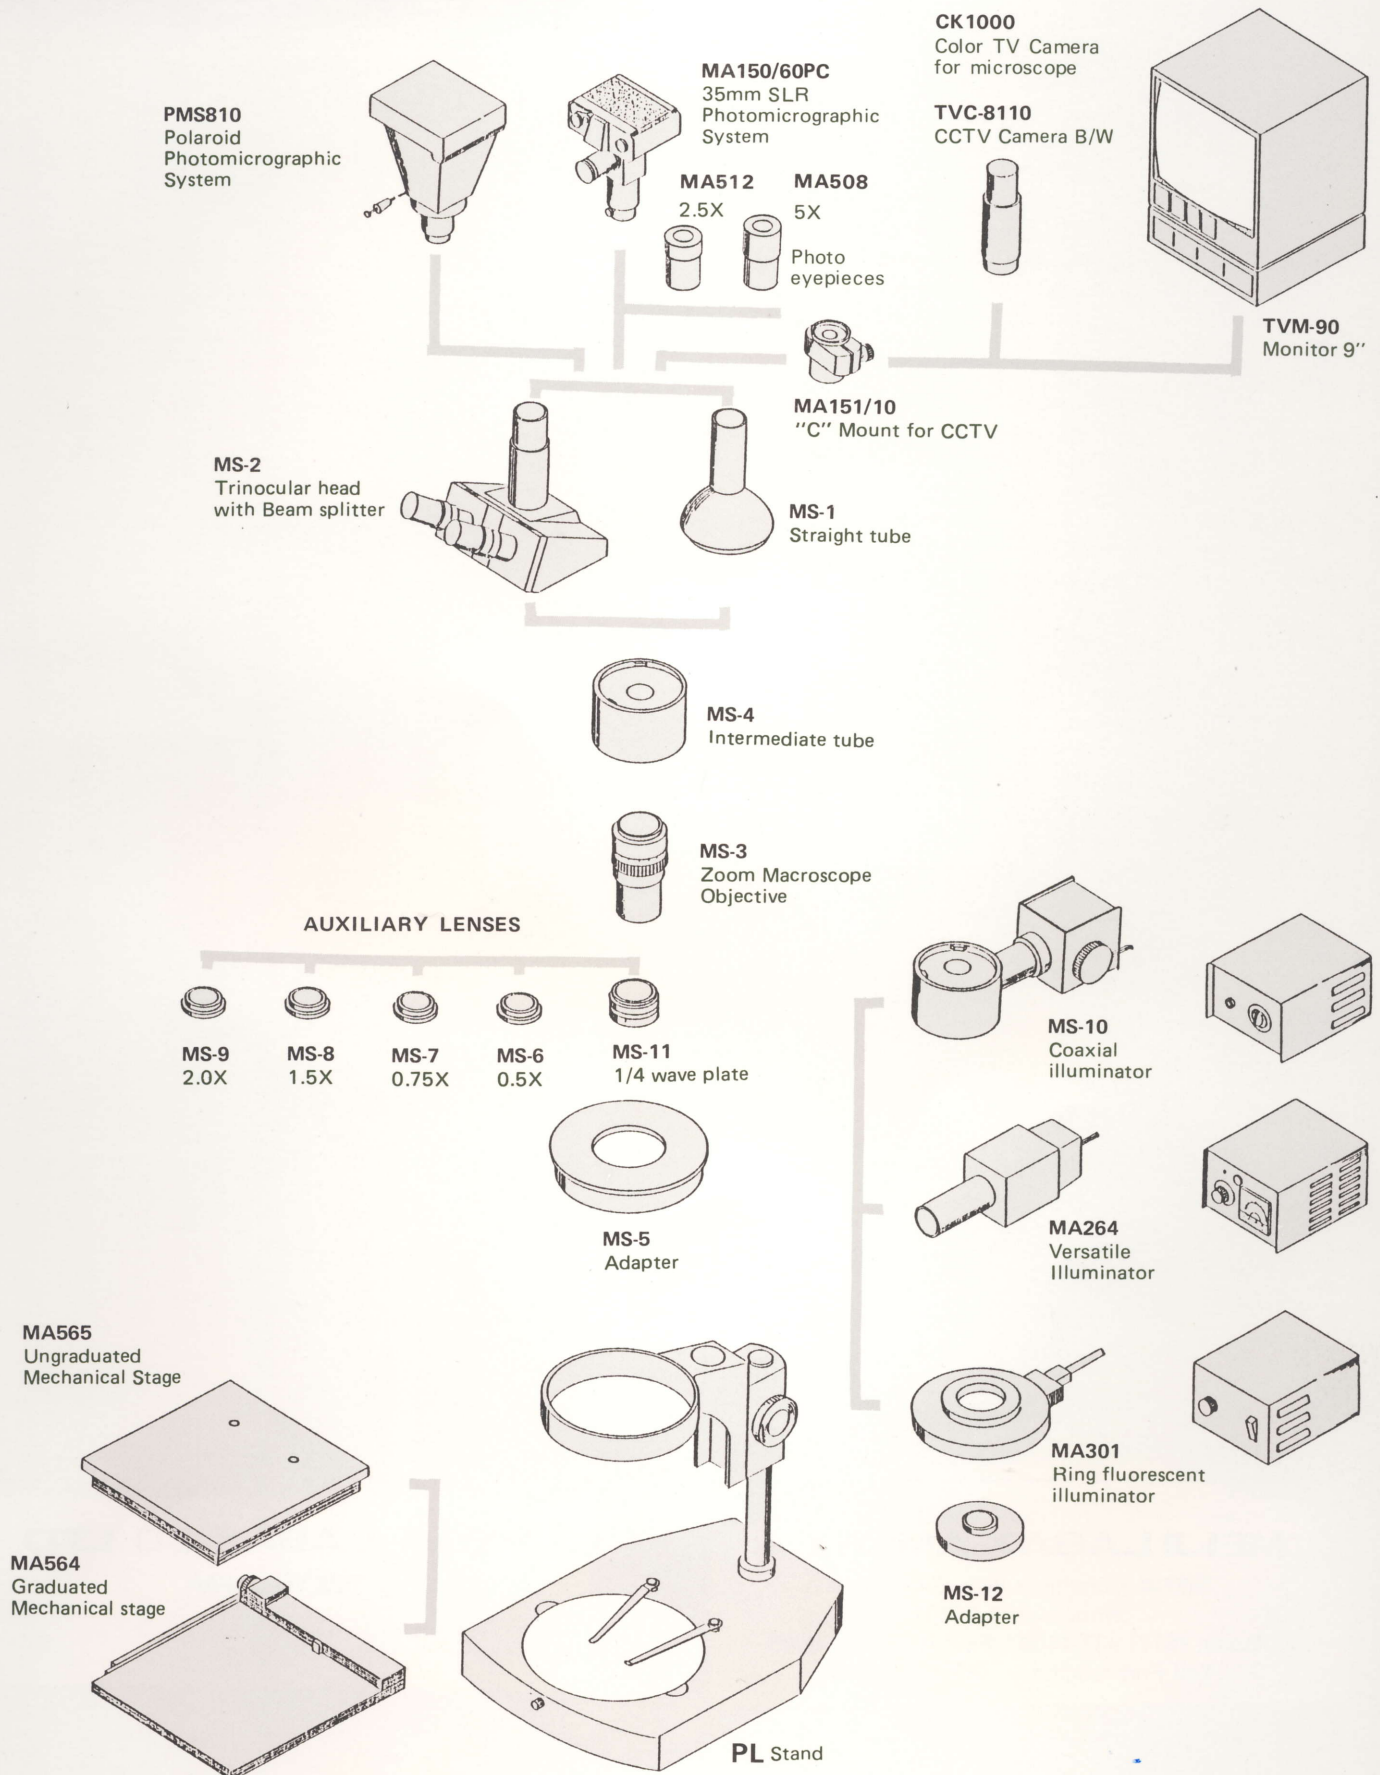 CK1000
Color TV Camera
for microscope
TVC-8110
CCTV Camera B/W
MA150/60PC
35mm SLR
Photomicrographic
System
PMS810
Polaroid
Photomicrographic
System
MA512
2.5X
MA508
5X
Photo
eyepieces
TVM-90
Monitor 9''
MA151/10
"C" Mount for CCTV
MS-2
Trinocular head
with Beam splitter
MS-1
Straight tube
MS-4
Intermediate tube
MS-3
Zoom Macroscope
Objective
AUXILIARY LENSES
MS-9
2.0X
MS-8
1.5X
MS-7
0.75X
MS-6
0.5X
MS-11
1/4 wave plate
MS-10
Coaxial
illuminator
MS-5
Adapter
MA264
Versatile
Illuminator
MA565
Ungraduated
Mechanical Stage
MA301
Ring fluorescent
illuminator
MA564
Graduated
Mechanical stage
MS-12
Adapter
PL Stand